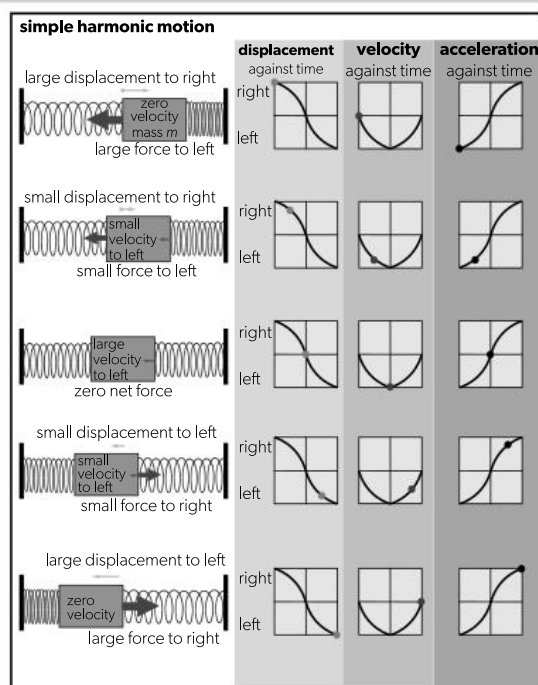 simple harmonic motion
displacement
against time
velocity
against time
acceleration
against time
large displacement to right
zero
velocity
mass m
large force to left
right
left
small displacement to right
small
velocity
to left
small force to left
right
left
large
velocity
to left
zero net force
right
left
small displacement to left
small
velocity
to left
small force to right
right
left
large displacement to left
zero
velocity
large force to right
right
left